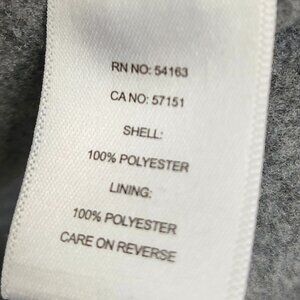 RN NO: 54163
CA NO: 57151
SHELL:
100% POLYESTER
LINING:
100% POLYESTER
CARE ON REVERSE